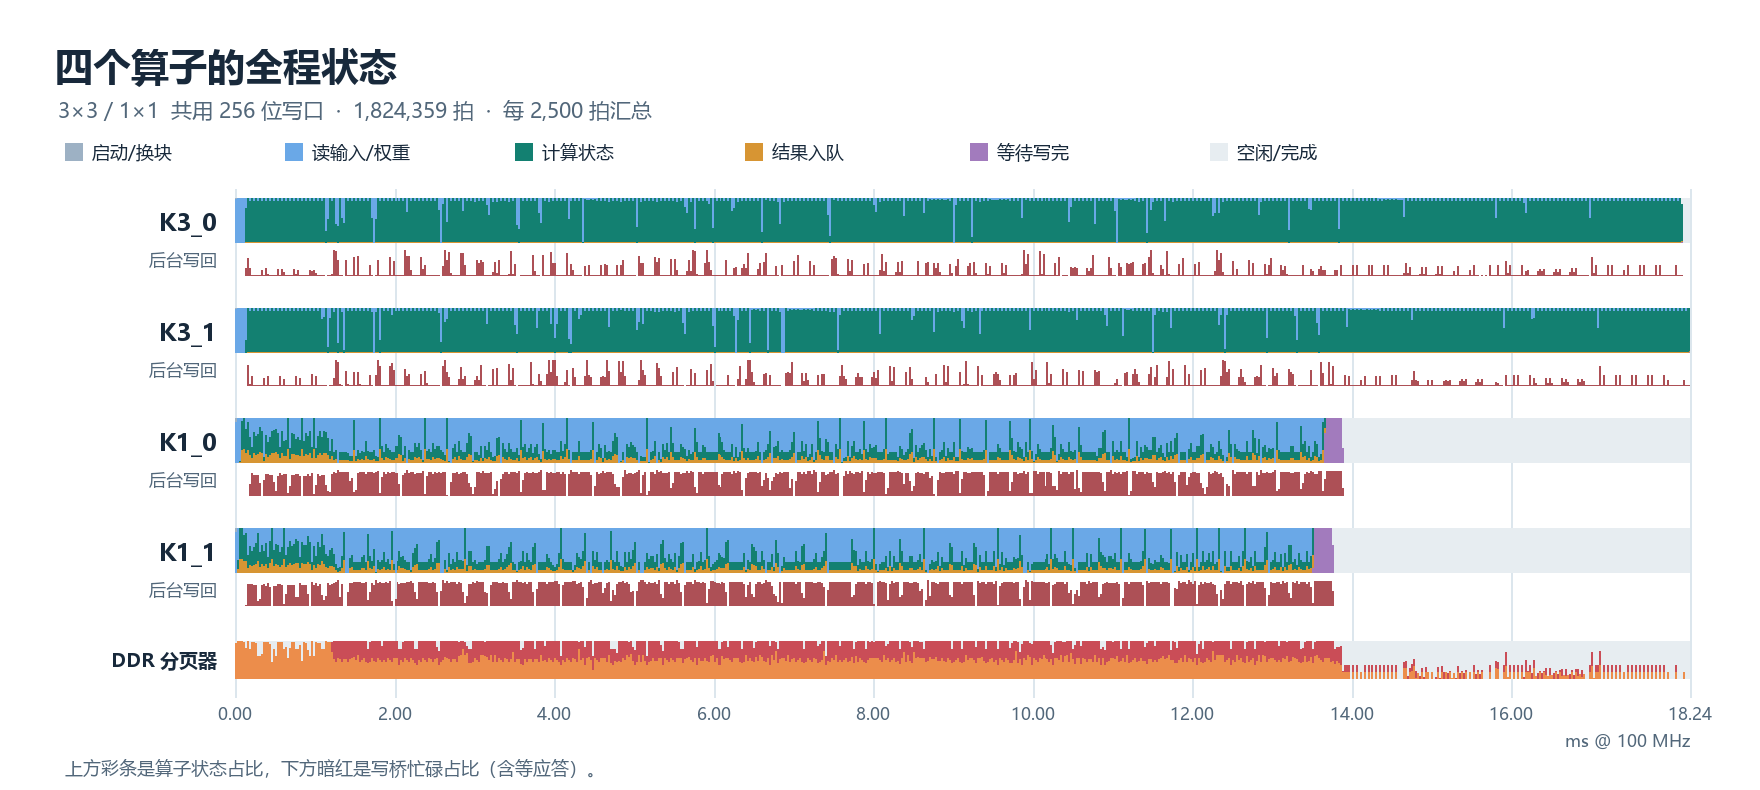 四个算子的全程状态
3×3 / 1×1 共用 256 位写口 · 1,824,359 拍 · 每 2,500 拍汇总
启动/换块 读输入/权重 计算状态 结果入队 等待写完 空闲/完成
K3_0
后台写回
K3_1
后台写回
K1_0
后台写回
K1_1
后台写回
DDR 分页器
0.00 2.00 4.00 6.00 8.00 10.00 12.00 14.00 16.00 18.24
ms @ 100 MHz
上方彩条是算子状态占比，下方暗红是写桥忙碌占比（含等应答）。